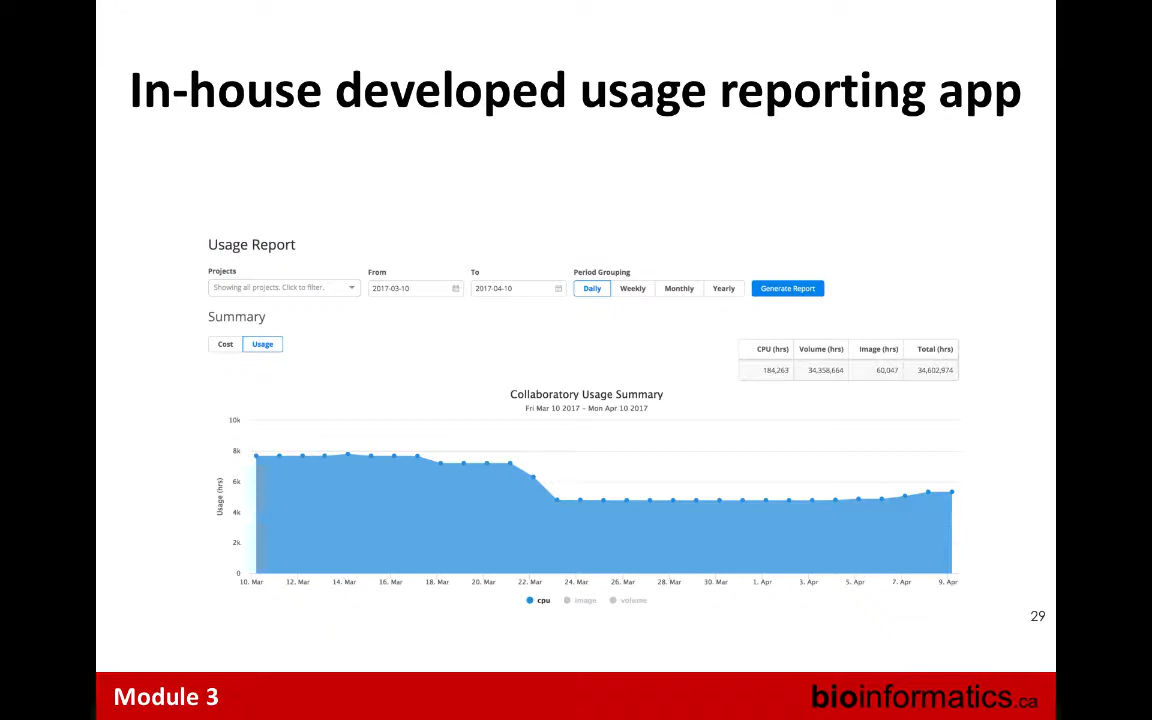 In-house developed usage reporting app
Usage Report
Projects From To Period Grouping
Showing all projects. Click to filter. 2017-03-10 2017-04-10 Daily Weekly Monthly Yearly Generate Report
Summary
Cost Usage
CPU (hrs) Volume (hrs) Image (hrs) Total (hrs)
184,263 34,358,664 60,047 34,602,974
Collaboratory Usage Summary
Fri Mar 10 2017 - Mon Apr 10 2017
Usage (hrs)
10k
8k
6k
4k
2k
0
10. Mar 12. Mar 14. Mar 16. Mar 18. Mar 20. Mar 22. Mar 24. Mar 26. Mar 28. Mar 30. Mar 1. Apr 3. Apr 5. Apr 7. Apr 9. Apr
cpu image volume
29
Module 3
bioinformatics.ca